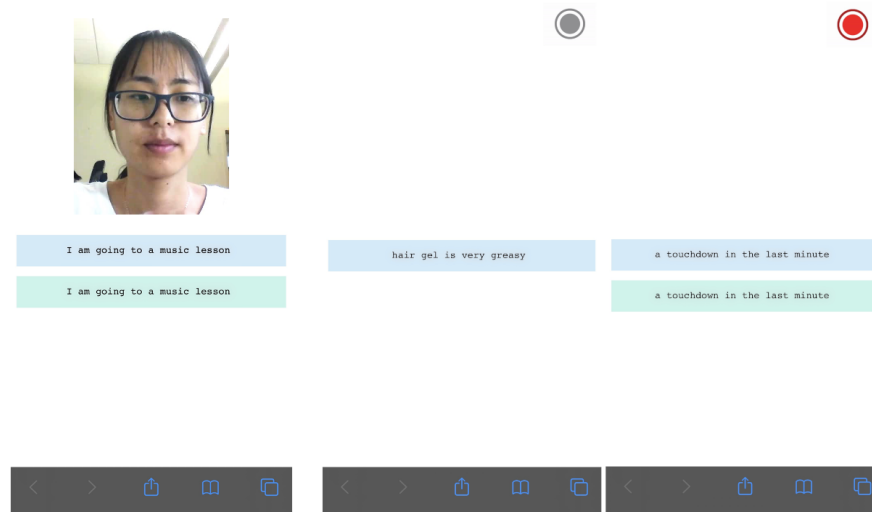 I am going to a music lesson
I am going to a music lesson
hair gel is very greasy
a touchdown in the last minute
a touchdown in the last minute